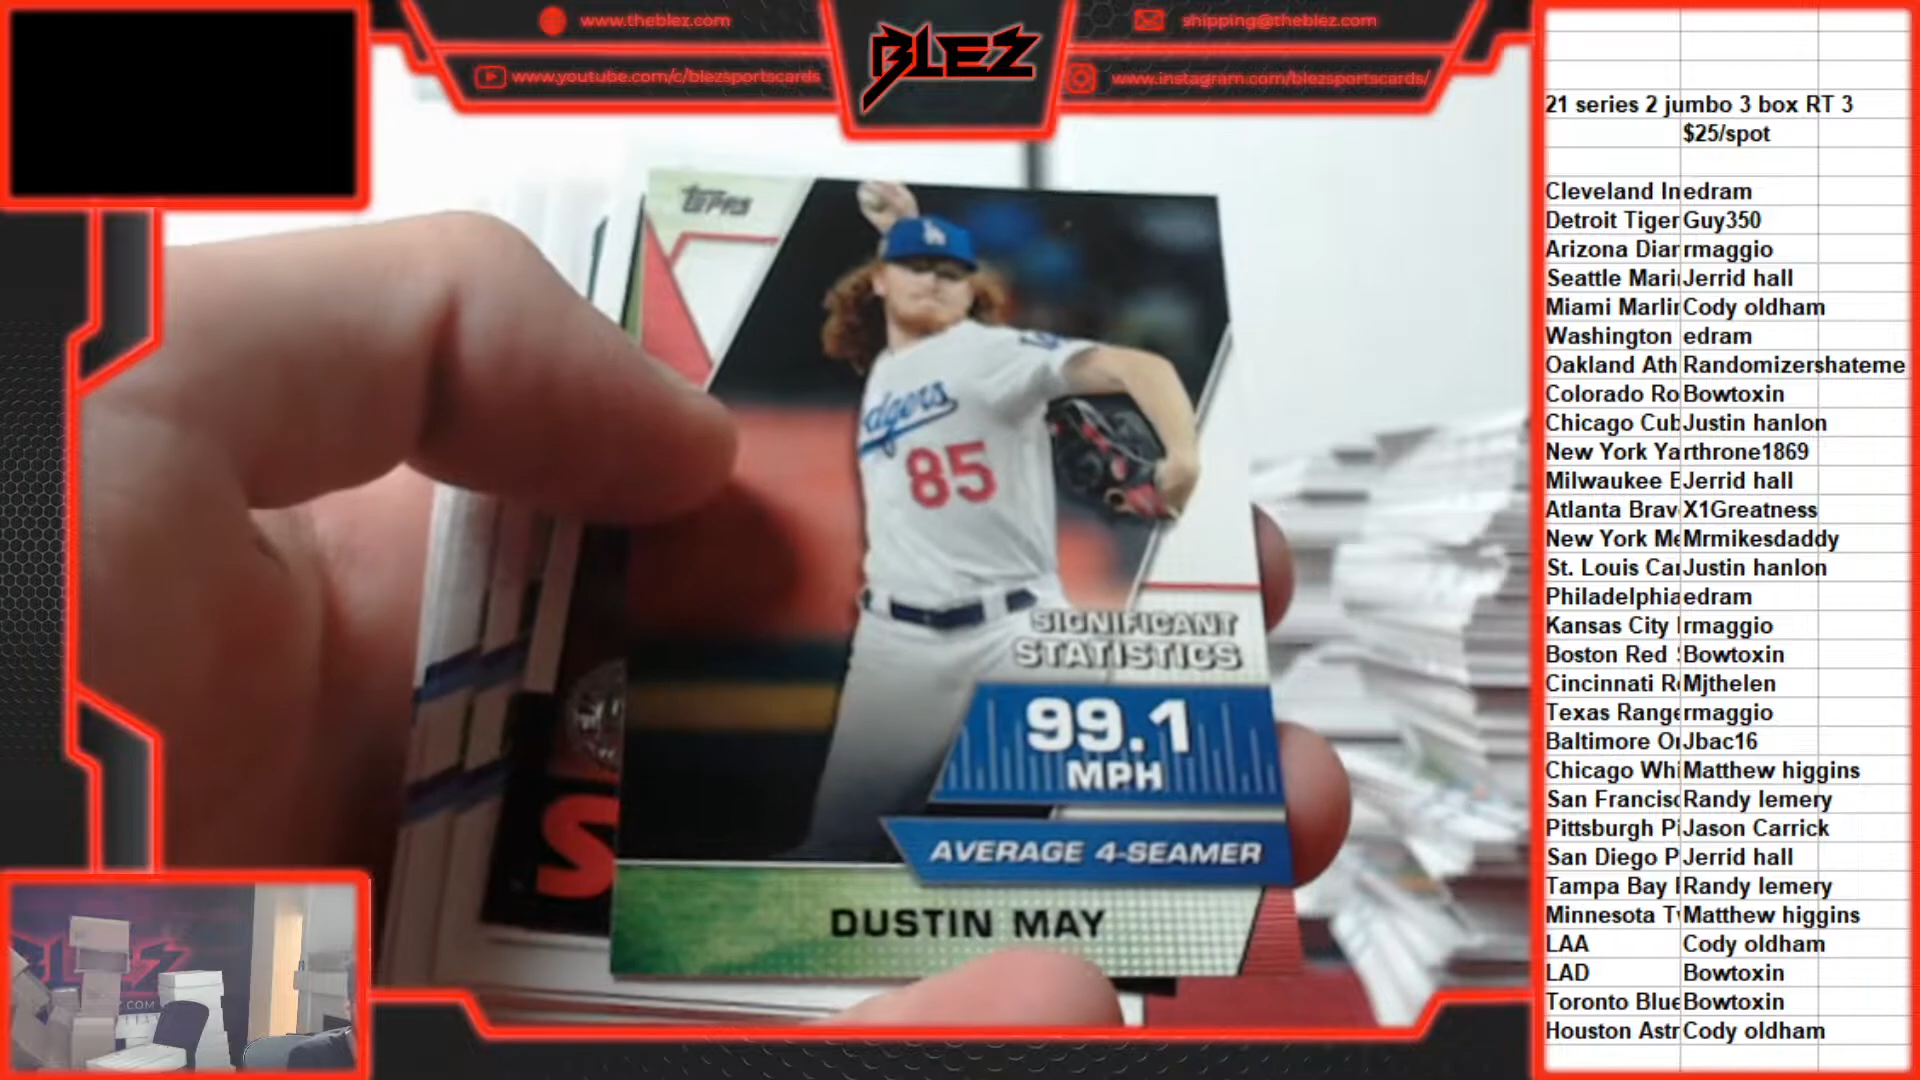 www.theblez.com
www.youtube.com/c/blezsportscards
BLEZ
shipping@theblez.com
www.instagram.com/blezsportscards/
TOPPS
Dodgers
85
SIGNIFICANT
STATISTICS
99.1
MPH
AVERAGE 4-SEAMER
DUSTIN MAY
S
BLEZ
21 series 2 jumbo 3 box RT 3
$25/spot
Cleveland In edram
Detroit Tiger Guy350
Arizona Diar rmaggio
Seattle Mari Jerrid hall
Miami Marlin Cody oldham
Washington edram
Oakland Ath Randomizershateme
Colorado Ro Bowtoxin
Chicago Cub Justin hanlon
New York Ya rthrone1869
Milwaukee B Jerrid hall
Atlanta Brav X1Greatness
New York Me Mrmikesdaddy
St. Louis Car Justin hanlon
Philadelphia edram
Kansas City rmaggio
Boston Red Bowtoxin
Cincinnati R Mjthelen
Texas Range rmaggio
Baltimore Or Jbac16
Chicago Whi Matthew higgins
San Francisc Randy lemery
Pittsburgh Pi Jason Carrick
San Diego P Jerrid hall
Tampa Bay Randy lemery
Minnesota Tw Matthew higgins
LAA Cody oldham
LAD Bowtoxin
Toronto Blue Bowtoxin
Houston Astr Cody oldham